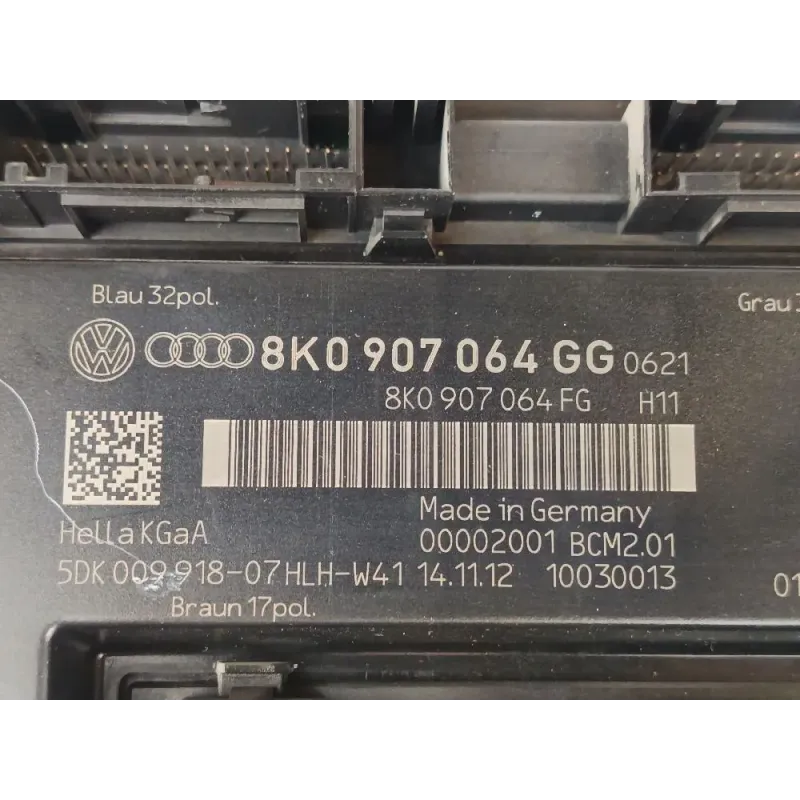 Blau 32pol.
Grau
8K0 907 064 GG 0621
8K0 907 064 FG H11
Made in Germany
Hella KGaA
00002001 BCM2.01
5DK 009 918-07 HLH-W41 14.11.12 10030013
01
Braun 17pol.